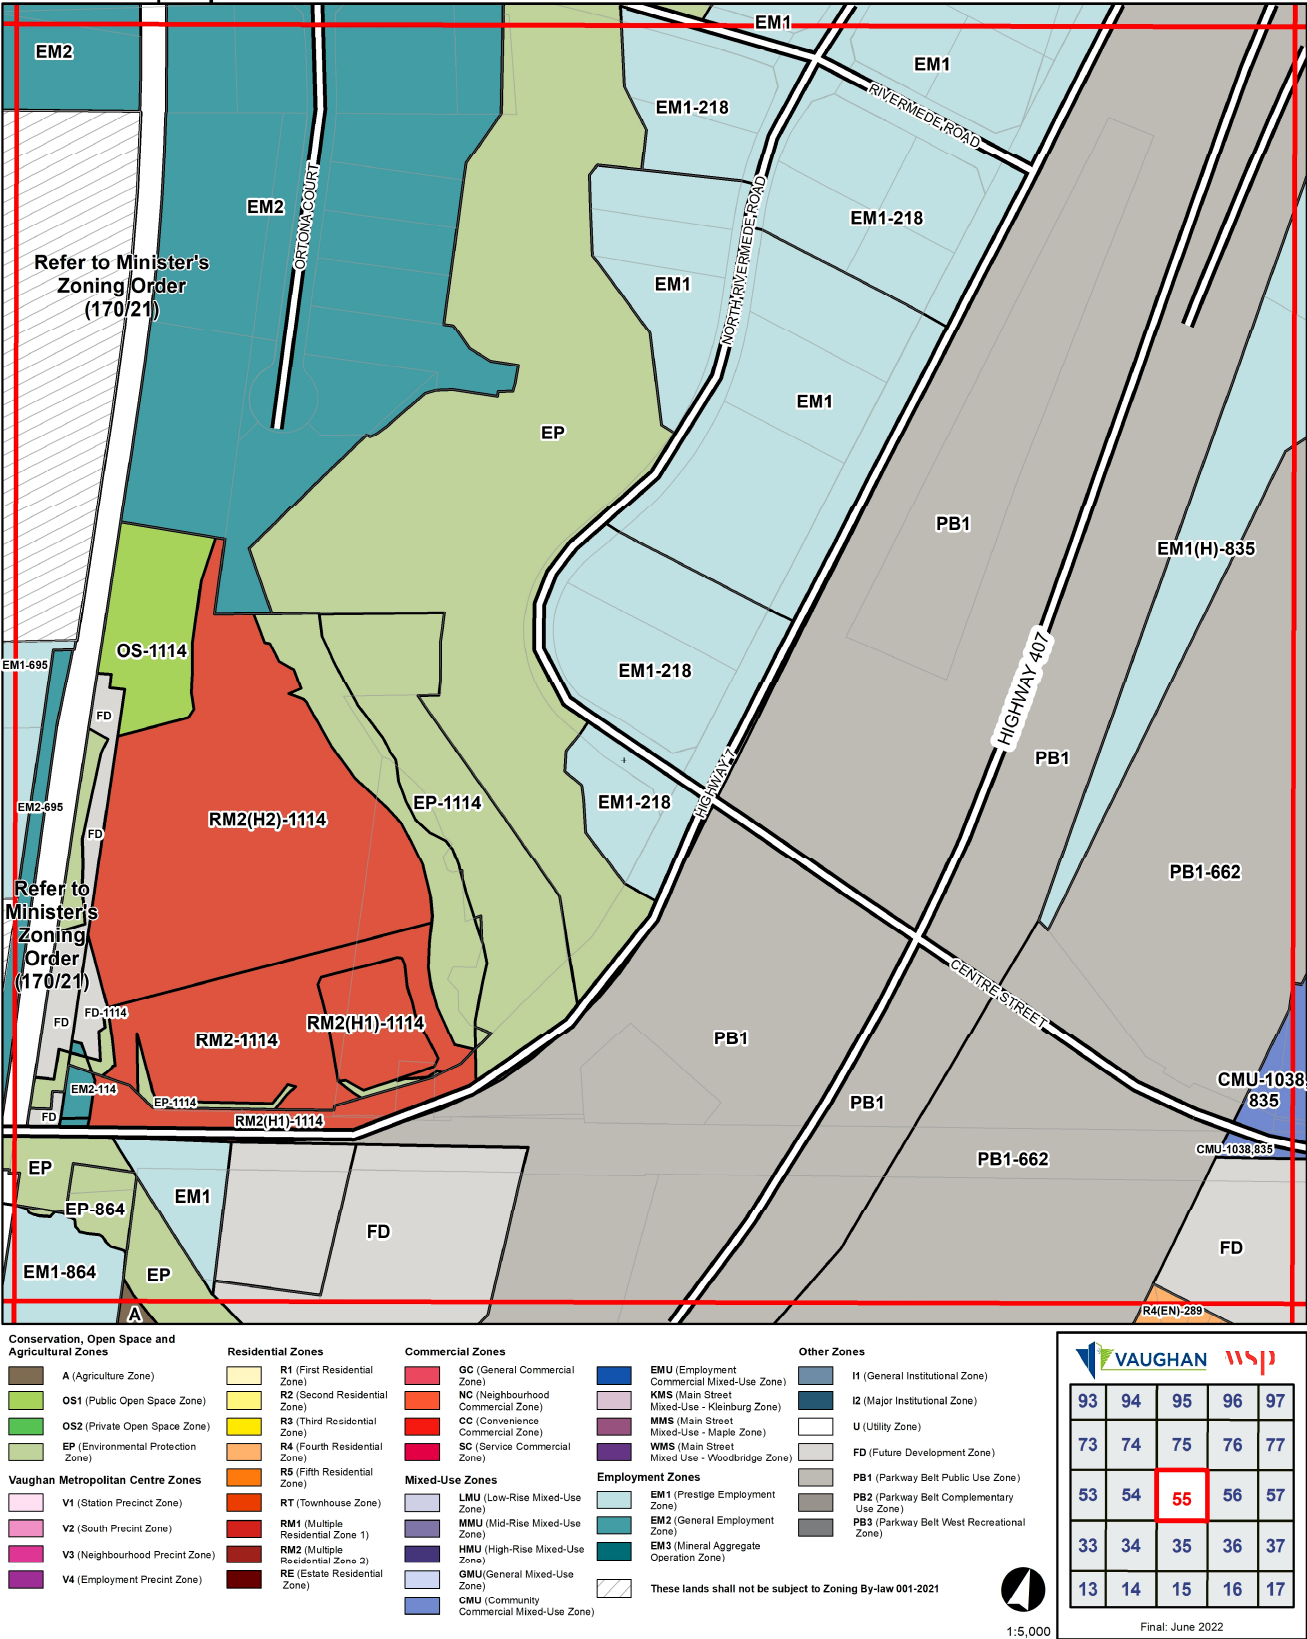 EM2
EM1
EM1
EM1-218
RIVERMEDE ROAD
ORTONA COURT
EM2
NORTH RIVERMEDE ROAD
EM1-218
Refer to Minister's
Zoning Order
(170/21)
EM1
EM1
EP
PB1
EM1(H)-835
OS-1114
EM1-695
EM1-218
HIGHWAY 407
FD
PB1
HIGHWAY 7
EM2-695
RM2(H2)-1114
EP-1114
EM1-218
FD
PB1-662
Refer to
Minister's
Zoning
Order
(170/21)
CENTRE STREET
FD
FD-1114
RM2-1114
RM2(H1)-1114
PB1
EM2-114
EP-1114
PB1
CMU-1038,
835
FD
RM2(H1)-1114
CMU-1038,835
EP
EM1
PB1-662
EP-864
FD
FD
EM1-864
EP
A
R4(EN)-289
Conservation, Open Space and
Agricultural Zones
A (Agriculture Zone)
OS1 (Public Open Space Zone)
OS2 (Private Open Space Zone)
EP (Environmental Protection
Zone)
Vaughan Metropolitan Centre Zones
V1 (Station Precinct Zone)
V2 (South Precint Zone)
V3 (Neighbourhood Precint Zone)
V4 (Employment Precint Zone)
Residential Zones
R1 (First Residential
Zone)
R2 (Second Residential
Zone)
R3 (Third Residential
Zone)
R4 (Fourth Residential
Zone)
R5 (Fifth Residential
Zone)
RT (Townhouse Zone)
RM1 (Multiple
Residential Zone 1)
RM2 (Multiple
Residential Zone 2)
RE (Estate Residential
Zone)
Commercial Zones
GC (General Commercial
Zone)
NC (Neighbourhood
Commercial Zone)
CC (Convenience
Commercial Zone)
SC (Service Commercial
Zone)
Mixed-Use Zones
LMU (Low-Rise Mixed-Use
Zone)
MMU (Mid-Rise Mixed-Use
Zone)
HMU (High-Rise Mixed-Use
Zone)
GMU(General Mixed-Use
Zone)
CMU (Community
Commercial Mixed-Use Zone)
EMU (Employment
Commercial Mixed-Use Zone)
KMS (Main Street
Mixed-Use - Kleinburg Zone)
MMS (Main Street
Mixed-Use - Maple Zone)
WMS (Main Street
Mixed Use - Woodbridge Zone)
Employment Zones
EM1 (Prestige Employment
Zone)
EM2 (General Employment
Zone)
EM3 (Mineral Aggregate
Operation Zone)
These lands shall not be subject to Zoning By-law 001-2021
Other Zones
I1 (General Institutional Zone)
I2 (Major Institutional Zone)
U (Utility Zone)
FD (Future Development Zone)
PB1 (Parkway Belt Public Use Zone)
PB2 (Parkway Belt Complementary
Use Zone)
PB3 (Parkway Belt West Recreational
Zone)
1:5,000
VAUGHAN wsp
93 94 95 96 97
73 74 75 76 77
53 54 55 56 57
33 34 35 36 37
13 14 15 16 17
Final: June 2022